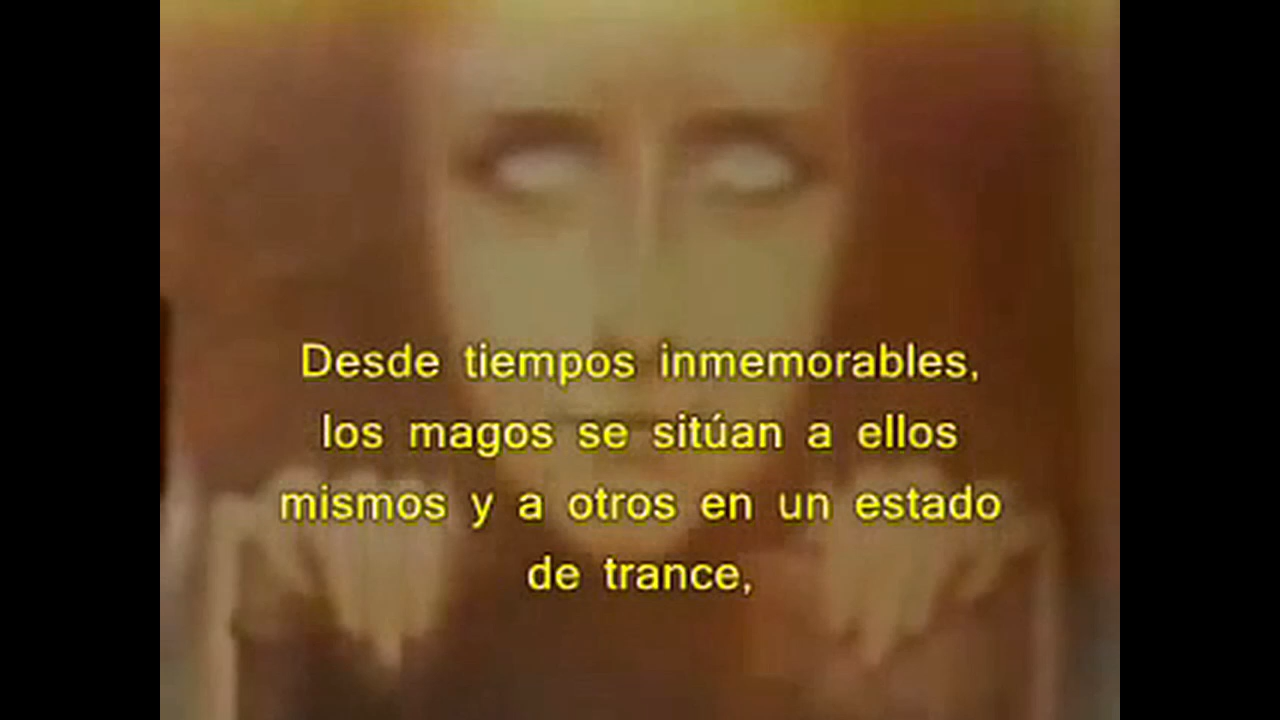 Desde tiempos inmemorables,
los magos se sitúan a ellos
mismos y a otros en un estado
de trance,